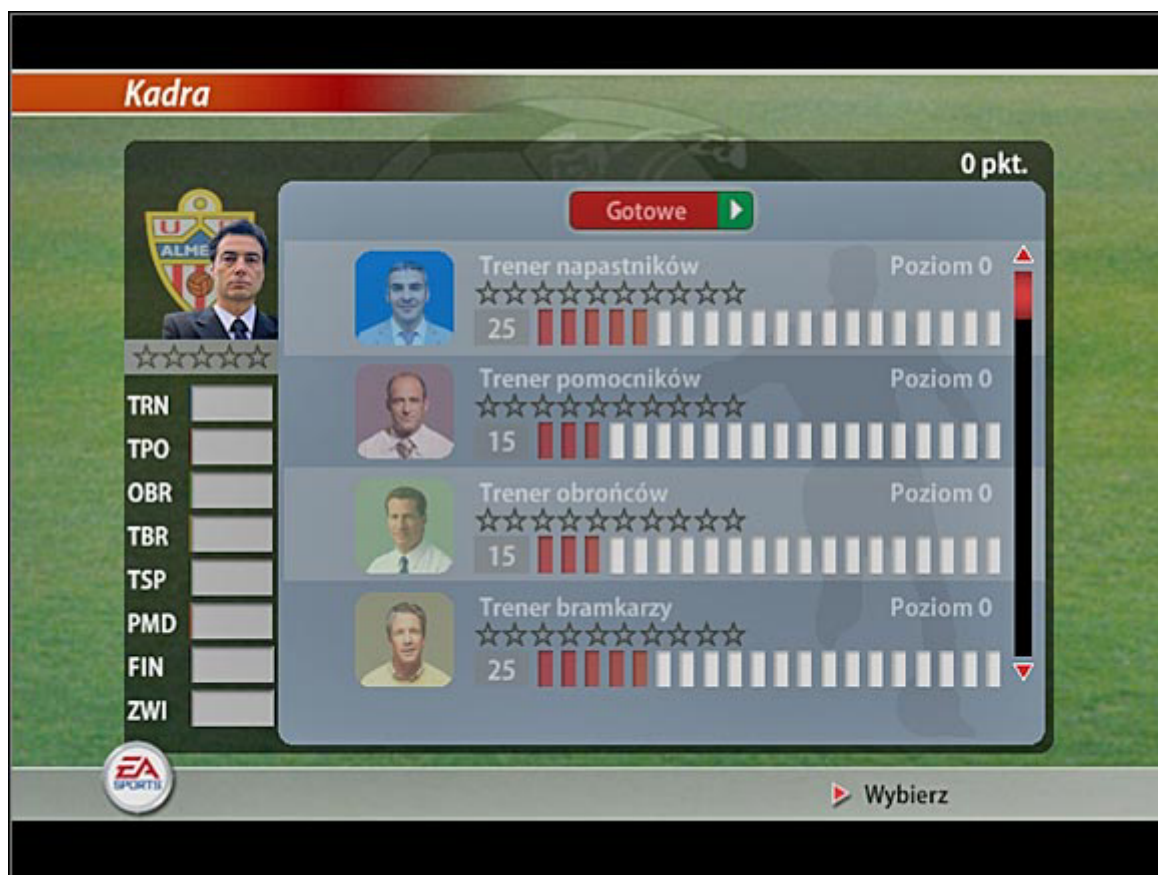 Kadra
0 pkt.
Gotowe
U
ALME
Trener napastników Poziom 0
25
Trener pomocników Poziom 0
15
Trener obrońców Poziom 0
15
Trener bramkarzy Poziom 0
25
TRN
TPO
OBR
TBR
TSP
PMD
FIN
ZWI
EA
SPORTS
Wybierz